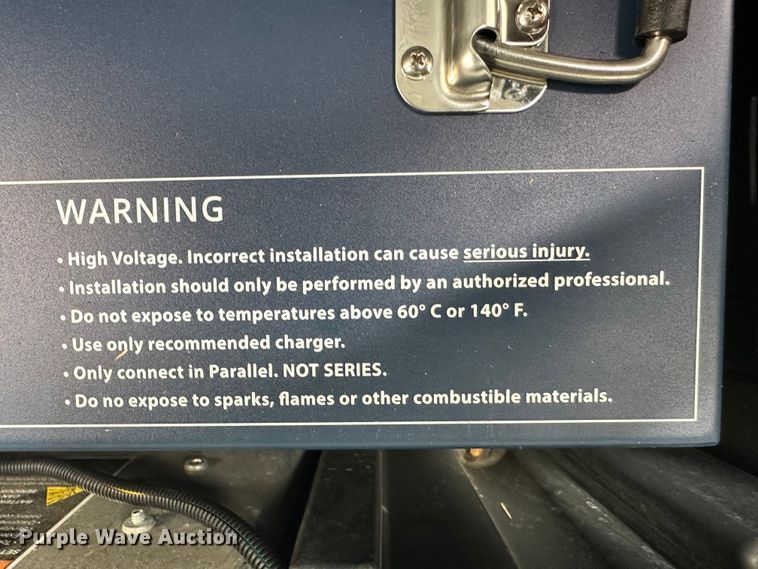 WARNING
• High Voltage. Incorrect installation can cause serious injury.
• Installation should only be performed by an authorized professional.
• Do not expose to temperatures above 60° C or 140° F.
• Use only recommended charger.
• Only connect in Parallel. NOT SERIES.
• Do no expose to sparks, flames or other combustible materials.
Purple Wave Auction